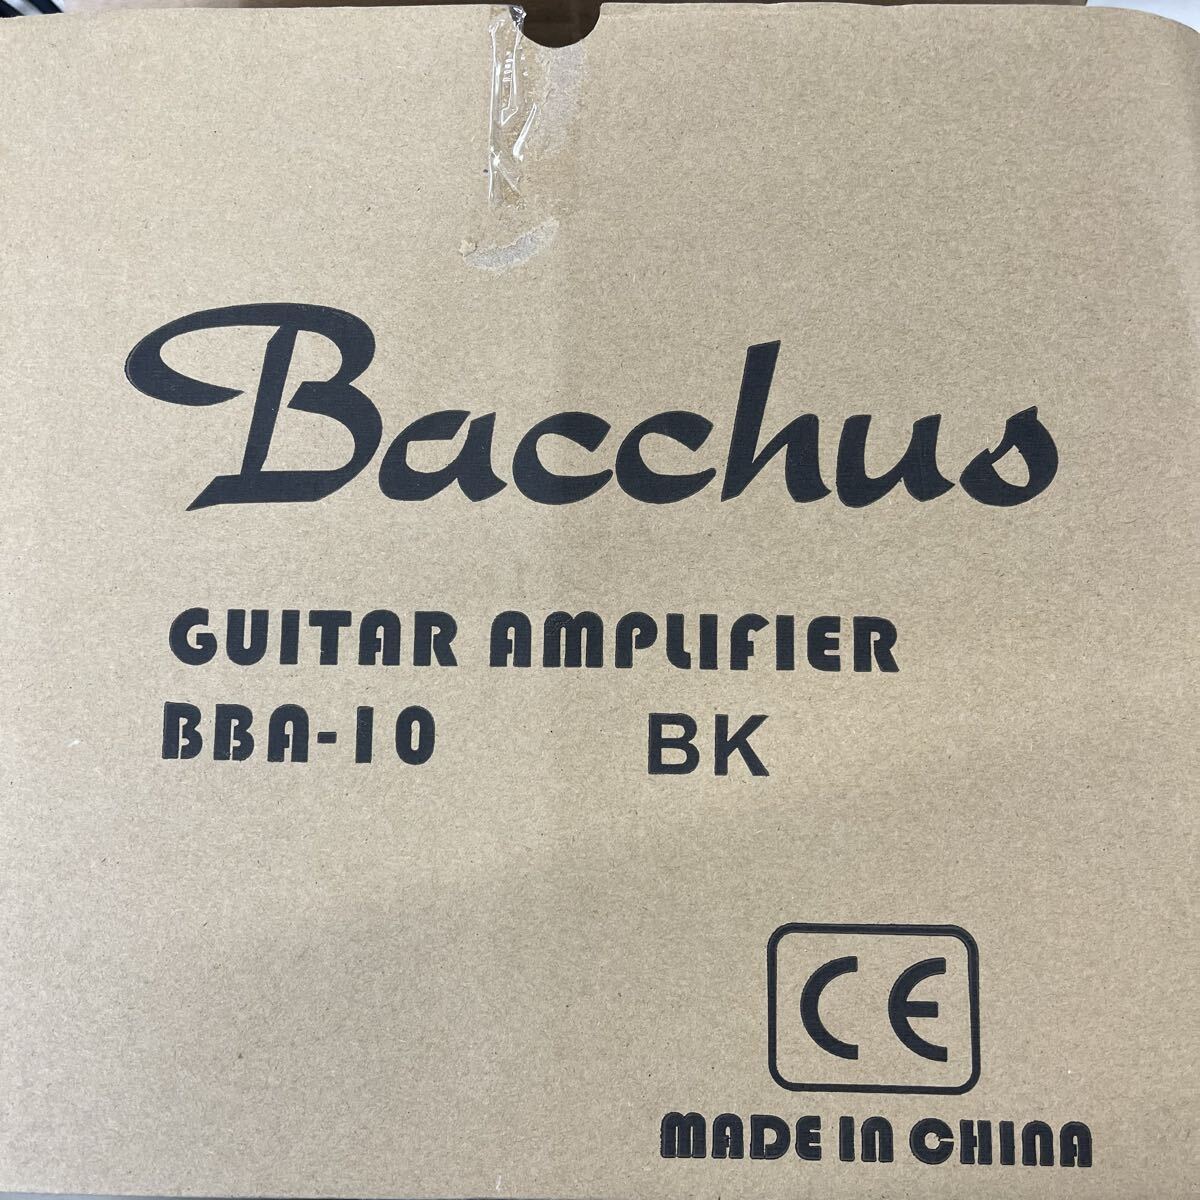 Bacchus
GUITAR AMPLIFIER
BBA-10 BK
CE
MADE IN CHINA